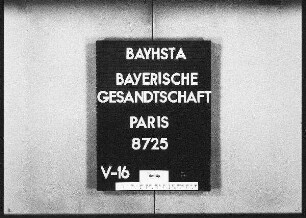 BAYHSTA
BAYERISCHE
GESANDTSCHAFT
PARIS
8725
V-16